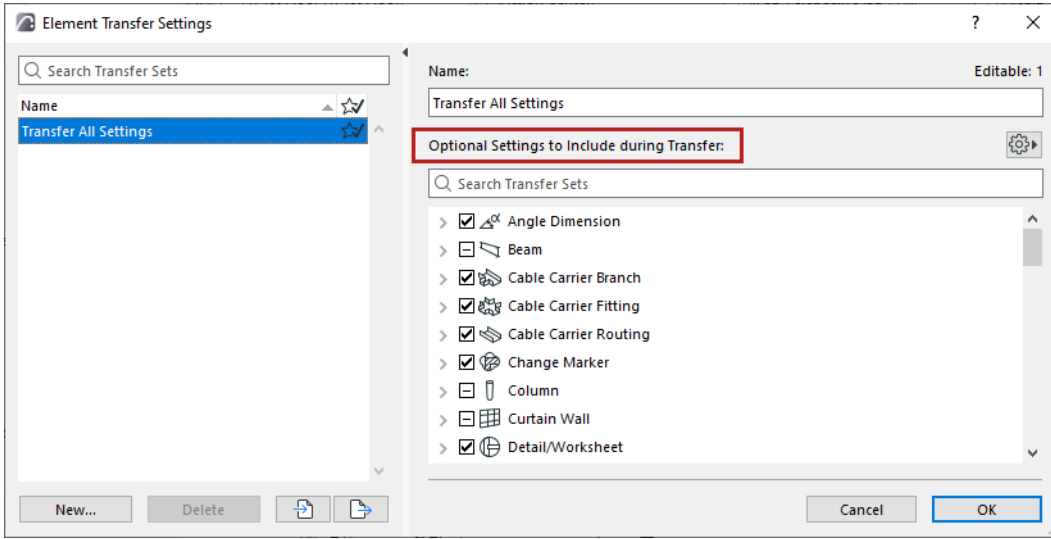 Element Transfer Settings
?
Search Transfer Sets
Name
Transfer All Settings
New...
Delete
Name:
Editable: 1
Transfer All Settings
Optional Settings to Include during Transfer:
Search Transfer Sets
Angle Dimension
Beam
Cable Carrier Branch
Cable Carrier Fitting
Cable Carrier Routing
Change Marker
Column
Curtain Wall
Detail/Worksheet
Cancel
OK